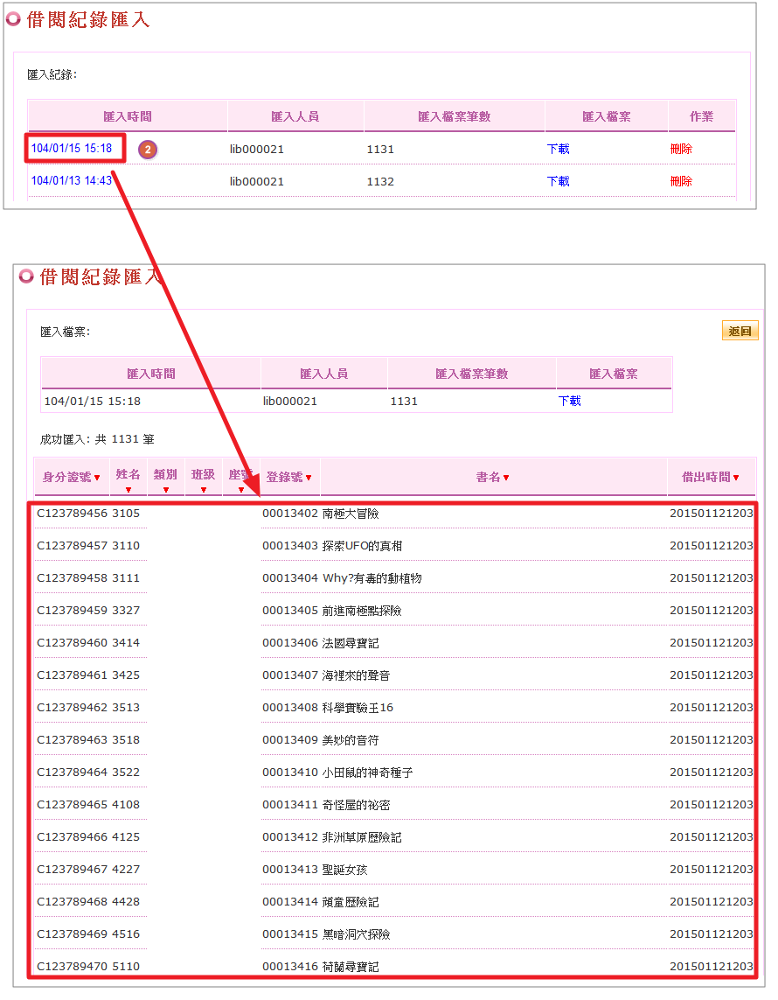 借閱紀錄匯入
匯入紀錄:
匯入時間 匯入人員 匯入檔案筆數 匯入檔案 作業
104/01/15 15:18 2 lib000021 1131 下載 刪除
104/01/13 14:43 lib000021 1132 下載 刪除
借閱紀錄匯入
匯入檔案: 返回
匯入時間 匯入人員 匯入檔案筆數 匯入檔案
104/01/15 15:18 lib000021 1131 下載
成功匯入: 共 1131 筆
身分證號▼ 姓名▼ 類別▼ 班級▼ 座號▼ 登錄號▼ 書名▼ 借出時間▼
C123789456 3105 00013402 南極大冒險 201501121203
C123789457 3110 00013403 探索UFO的真相 201501121203
C123789458 3111 00013404 Why?有毒的動植物 201501121203
C123789459 3327 00013405 前進南極點探險 201501121203
C123789460 3414 00013406 法國尋寶記 201501121203
C123789461 3425 00013407 海裡來的聲音 201501121203
C123789462 3513 00013408 科學實驗王16 201501121203
C123789463 3518 00013409 美妙的音符 201501121203
C123789464 3522 00013410 小田鼠的神奇種子 201501121203
C123789465 4108 00013411 奇怪屋的祕密 201501121203
C123789466 4125 00013412 非洲草原歷險記 201501121203
C123789467 4227 00013413 聖誕女孩 201501121203
C123789468 4428 00013414 頑童歷險記 201501121203
C123789469 4516 00013415 黑暗洞穴探險 201501121203
C123789470 5110 00013416 荷蘭尋寶記 201501121203